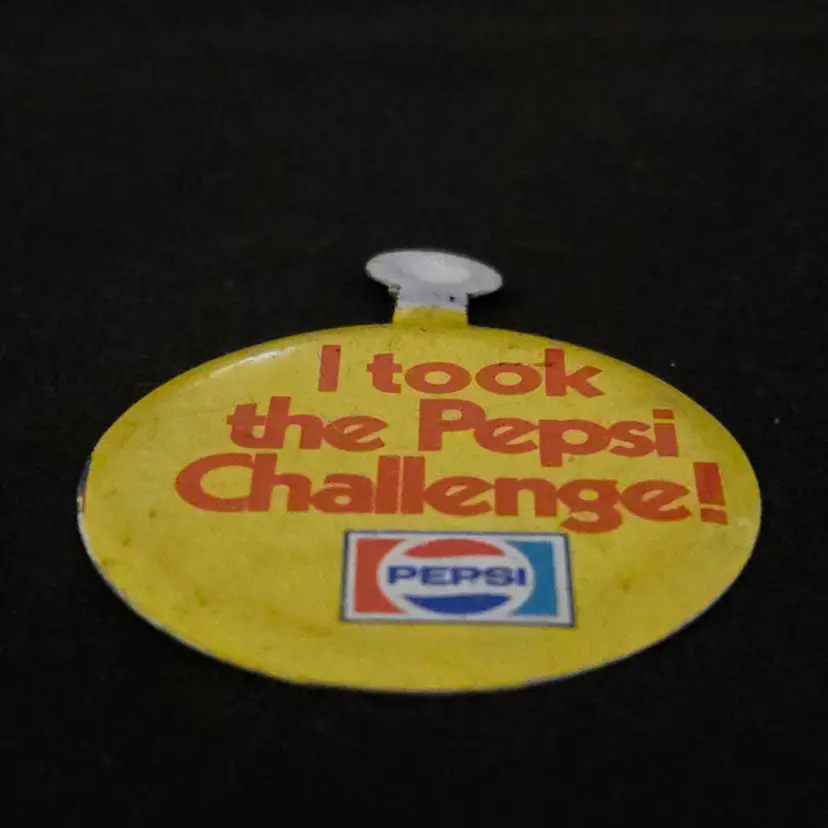 I took
the Pepsi
Challenge!
PEPSI